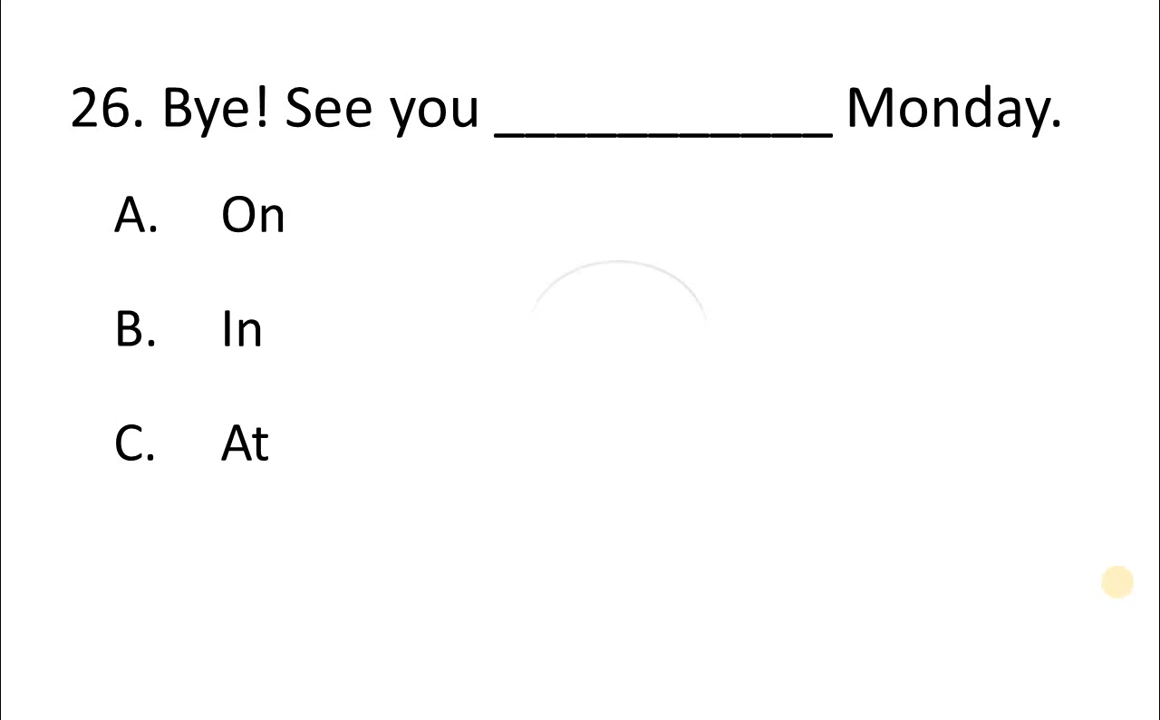 26. Bye! See you ___________ Monday.
A. On
B. In
C. At